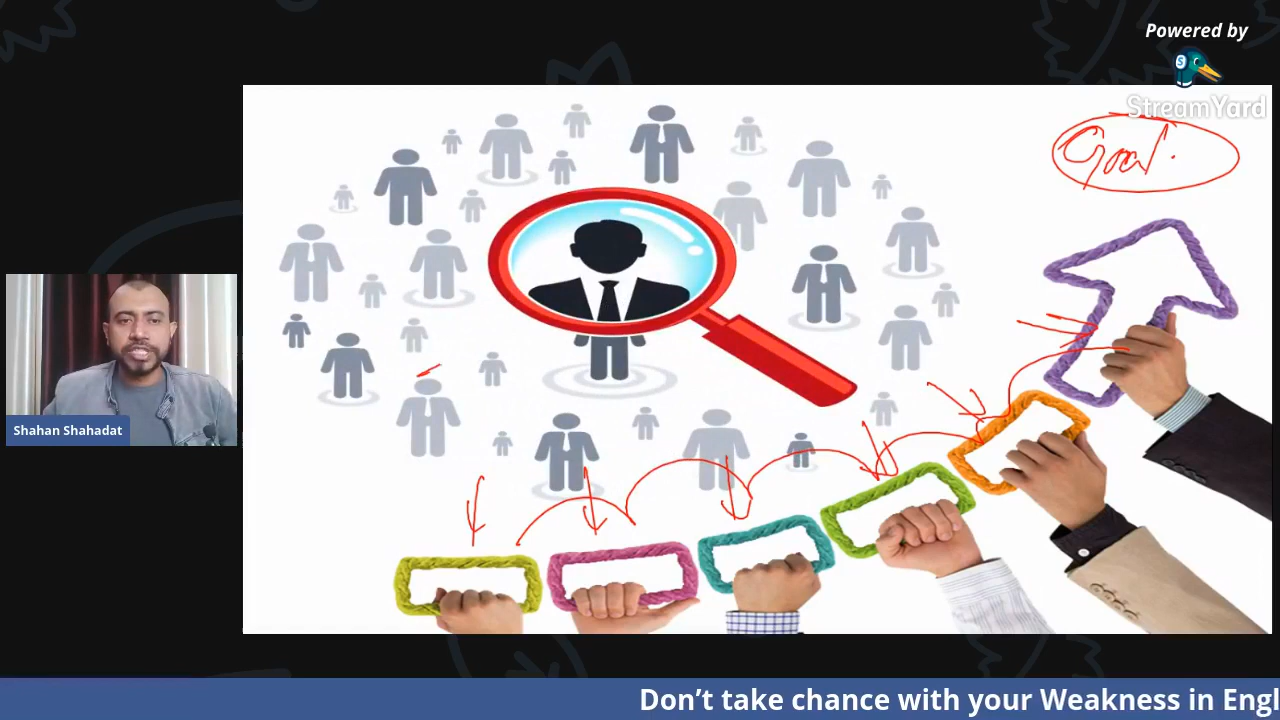 Powered by
StreamYard
Goal.
Shahan Shahadat
Don’t take chance with your Weakness in Engl